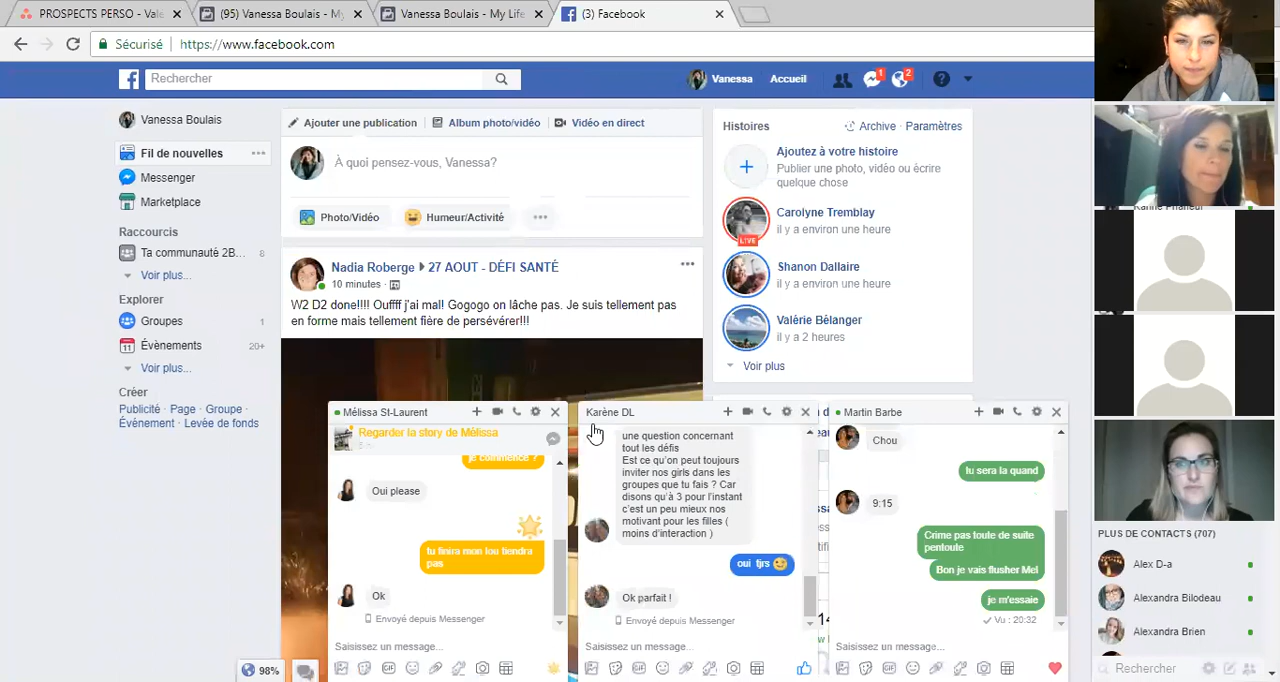 PROSPECTS PERSO - Vale
(95) Vanessa Boulais - My
Vanessa Boulais - My Life
(3) Facebook
Sécurisé
https://www.facebook.com
Rechercher
Vanessa
Accueil
1
2
Vanessa Boulais
Fil de nouvelles
Messenger
Marketplace
Raccourcis
Ta communauté 2B...
8
Voir plus...
Explorer
Groupes
1
Évènements
20+
Voir plus...
Créer
Publicité · Page · Groupe ·
Évènement · Levée de fonds
Ajouter une publication
Album photo/vidéo
Vidéo en direct
À quoi pensez-vous, Vanessa?
Photo/Vidéo
Humeur/Activité
Nadia Roberge
27 AOUT - DÉFI SANTÉ
10 minutes ·
W2 D2 done!!!! Ouffff j'ai mal! Gogogo on lâche pas. Je suis tellement pas
en forme mais tellement fière de persévérer!!!
Histoires
Archive · Paramètres
Ajoutez à votre histoire
Publier une photo, vidéo ou écrire
quelque chose
Carolyne Tremblay
il y a environ une heure
LIVE
Shanon Dallaire
il y a environ une heure
Valérie Bélanger
il y a 2 heures
Voir plus
Mélissa St-Laurent
Regarder la story de Mélissa
je commence ?
Oui please
tu finira mon lou tiendra
pas
Ok
Envoyé depuis Messenger
Saisissez un message...
Karène DL
une question concernant
tout les défis
Est ce qu'on peut toujours
inviter nos girls dans les
groupes que tu fais ? Car
disons qu'à 3 pour l'instant
c'est un peu mieux nos
motivant pour les filles (
moins d'interaction )
oui tjrs
Ok parfait !
Envoyé depuis Messenger
Saisissez un message...
Martin Barbe
Chou
tu sera la quand
9:15
Crime pas toute de suite
pentoute
Bon je vais flusher Mel
je m'essaie
Vu : 20:32
Saisissez un message...
PLUS DE CONTACTS (707)
Alex D-a
Alexandra Bilodeau
Alexandra Brien
Rechercher
98%